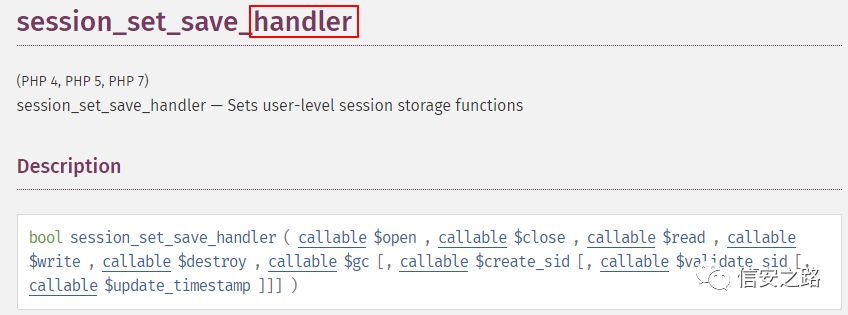 session_set_save_handler
(PHP 4, PHP 5, PHP 7)
session_set_save_handler — Sets user-level session storage functions
Description
bool session_set_save_handler ( callable $open , callable $close , callable $read , callable
$write , callable $destroy , callable $gc [, callable $create_sid [, callable $validate_sid [,
callable $update_timestamp ]]] )
信安之路